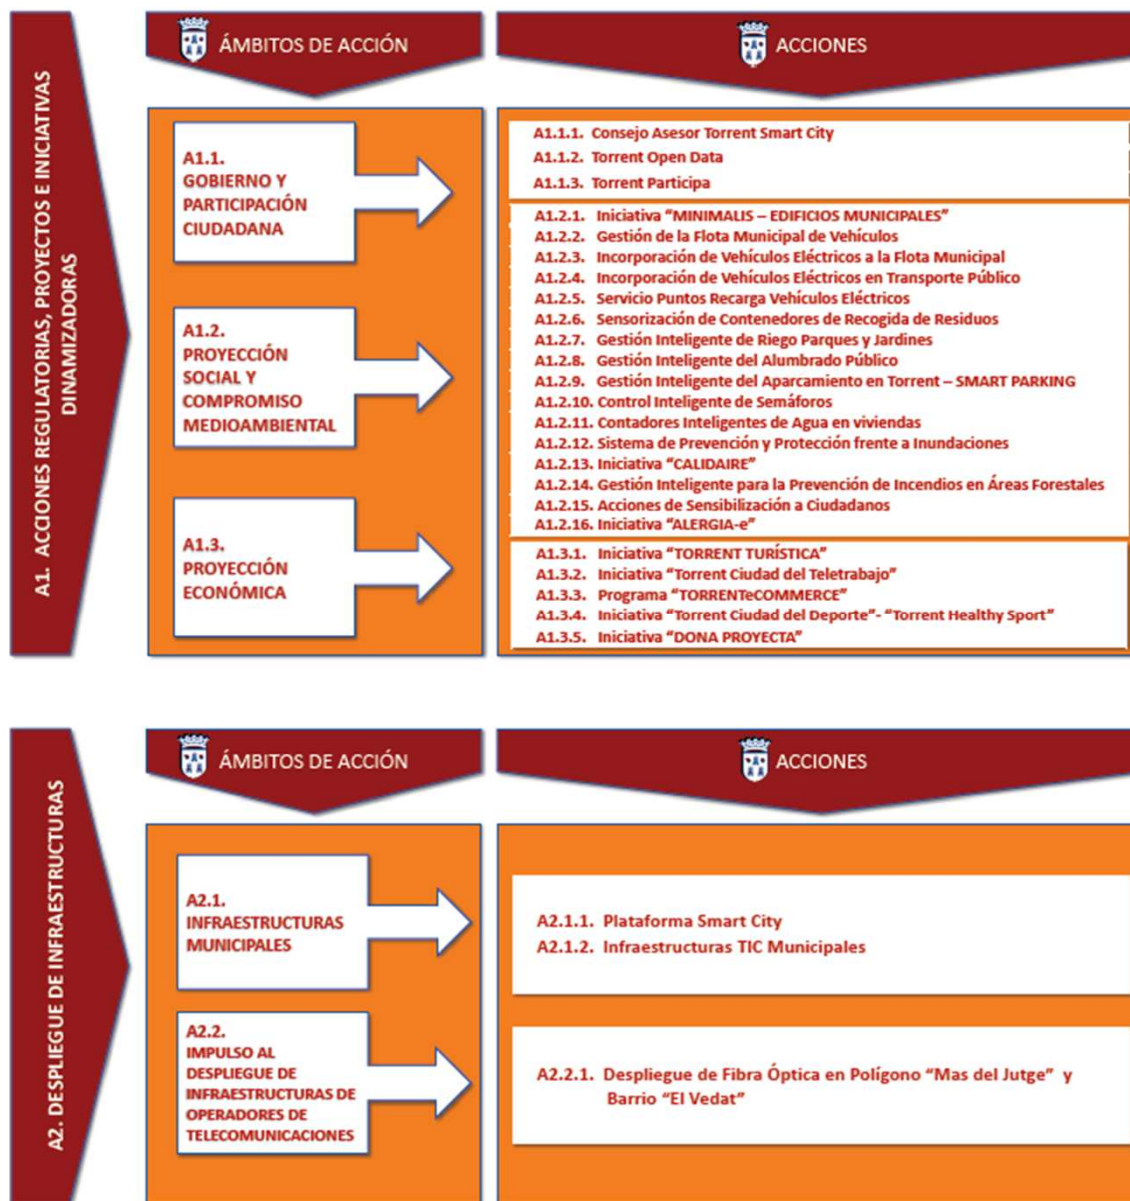 A1. ACCIONES REGULATORIAS, PROYECTOS E INICIATIVAS
DINAMIZADORAS
ÁMBITOS DE ACCIÓN
ACCIONES
A1.1.
GOBIERNO Y
PARTICIPACIÓN
CIUDADANA
A1.1.1. Consejo Asesor Torrent Smart City
A1.1.2. Torrent Open Data
A1.1.3. Torrent Participa
A1.2.
PROYECCIÓN
SOCIAL Y
COMPROMISO
MEDIOAMBIENTAL
A1.2.1. Iniciativa “MINIMALIS – EDIFICIOS MUNICIPALES”
A1.2.2. Gestión de la Flota Municipal de Vehículos
A1.2.3. Incorporación de Vehículos Eléctricos a la Flota Municipal
A1.2.4. Incorporación de Vehículos Eléctricos en Transporte Público
A1.2.5. Servicio Puntos Recarga Vehículos Eléctricos
A1.2.6. Sensorización de Contenedores de Recogida de Residuos
A1.2.7. Gestión Inteligente de Riego Parques y Jardines
A1.2.8. Gestión Inteligente del Alumbrado Público
A1.2.9. Gestión Inteligente del Aparcamiento en Torrent – SMART PARKING
A1.2.10. Control Inteligente de Semáforos
A1.2.11. Contadores Inteligentes de Agua en viviendas
A1.2.12. Sistema de Prevención y Protección frente a Inundaciones
A1.2.13. Iniciativa “CALIDAIRE”
A1.2.14. Gestión Inteligente para la Prevención de Incendios en Áreas Forestales
A1.2.15. Acciones de Sensibilización a Ciudadanos
A1.2.16. Iniciativa “ALERGIA-e”
A1.3.
PROYECCIÓN
ECONÓMICA
A1.3.1. Iniciativa “TORRENT TURÍSTICA”
A1.3.2. Iniciativa “Torrent Ciudad del Teletrabajo”
A1.3.3. Programa “TORRENTeCOMMERCE”
A1.3.4. Iniciativa “Torrent Ciudad del Deporte”- “Torrent Healthy Sport”
A1.3.5. Iniciativa “DONA PROYECTA”
A2. DESPLIEGUE DE INFRAESTRUCTURAS
ÁMBITOS DE ACCIÓN
ACCIONES
A2.1.
INFRAESTRUCTURAS
MUNICIPALES
A2.1.1. Plataforma Smart City
A2.1.2. Infraestructuras TIC Municipales
A2.2.
IMPULSO AL
DESPLIEGUE DE
INFRAESTRUCTURAS DE
OPERADORES DE
TELECOMUNICACIONES
A2.2.1. Despliegue de Fibra Óptica en Polígono “Mas del Jutge” y
Barrio “El Vedat”